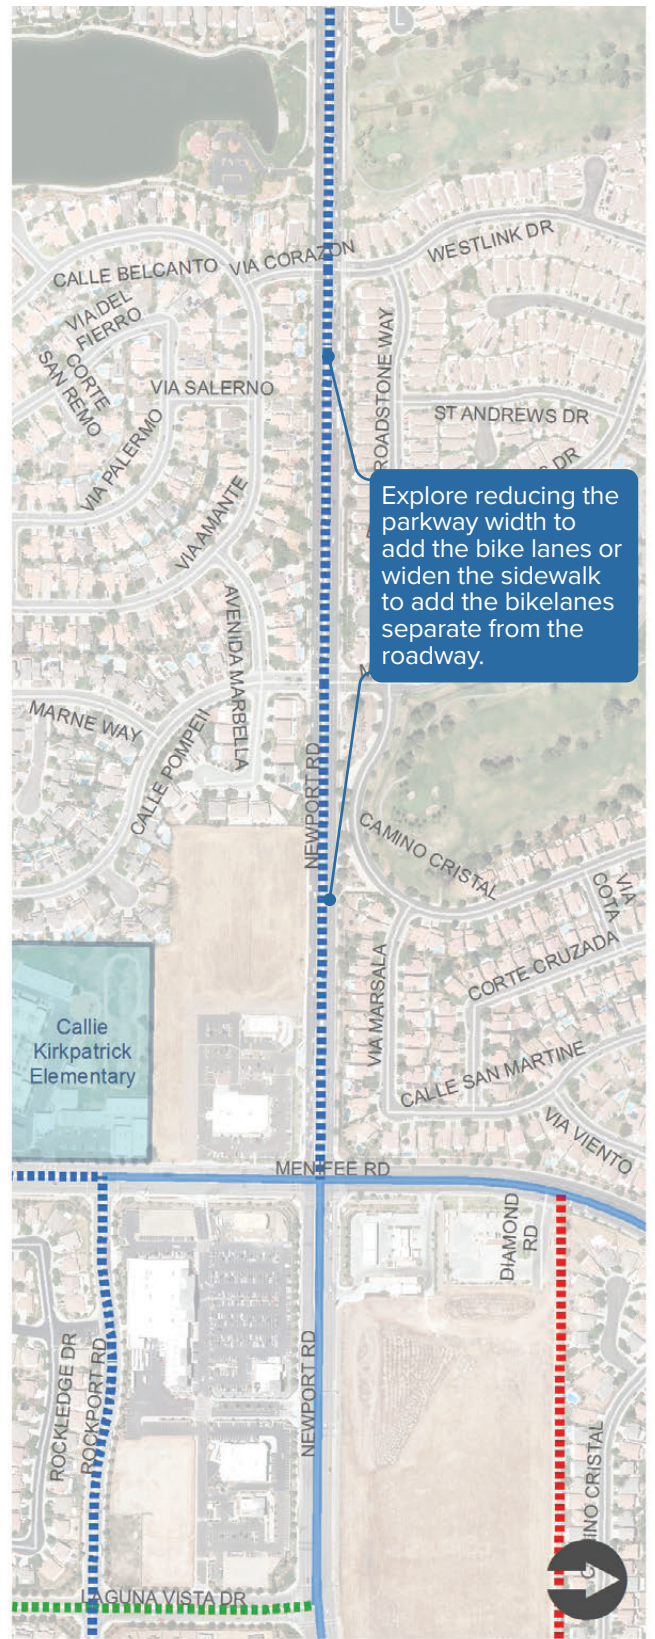 L
CALLE BELCANTO
VIA CORAZON
WESTLINK DR
VIA DEL
FIERRO
CORTE
SAN REMO
VIA SALERNO
ROADSTONE WAY
ST ANDREWS DR
VIA PALERMO
DR
VIA AMANTE
Explore reducing the
parkway width to
add the bike lanes or
widen the sidewalk
to add the bikelanes
separate from the
roadway.
AVENIDA MARBELLA
MARNE WAY
CALLE POMPEII
NEWPORT RD
CAMINO CRISTAL
VIA
COTA
CORTE CRUZADA
VIA MARSALA
Callie
Kirkpatrick
Elementary
CALLE SAN MARTINE
VIA VIENTO
MENIFEE RD
DIAMOND
RD
ROCKLEDGE DR
ROCKPORT RD
NEWPORT RD
INO CRISTAL
LAGUNA VISTA DR